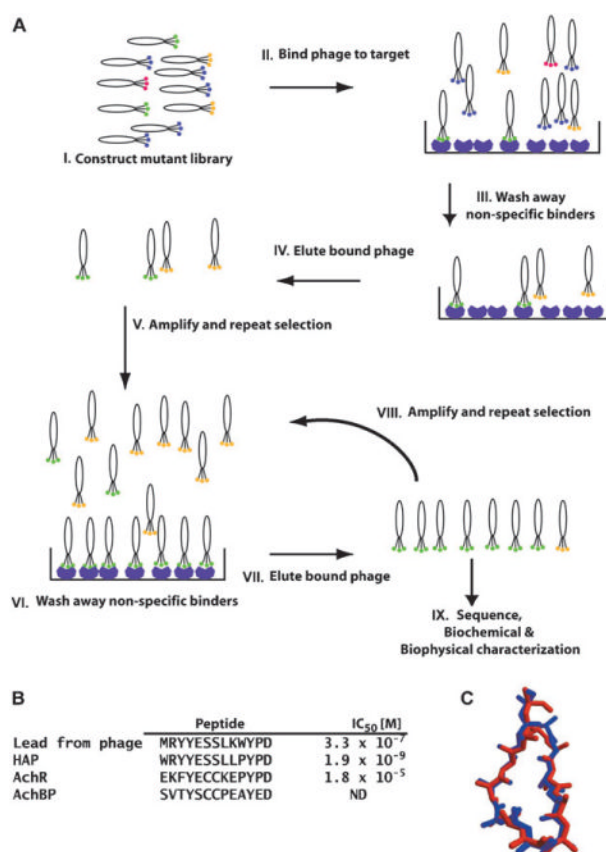 A
I. Construct mutant library
II. Bind phage to target
III. Wash away
non-specific binders
IV. Elute bound phage
V. Amplify and repeat selection
VI. Wash away non-specific binders
VII. Elute bound phage
VIII. Amplify and repeat selection
IX. Sequence,
Biochemical &
Biophysical characterization
B
Peptide IC50 [M]
Lead from phage MRYYESSLKWYPD 3.3 x 10⁻⁷
HAP WRYYESSLLPYPD 1.9 x 10⁻⁹
AchR EKFYECCKEPYPD 1.8 x 10⁻⁵
AchBP SVTYSCCPEAYED ND
C